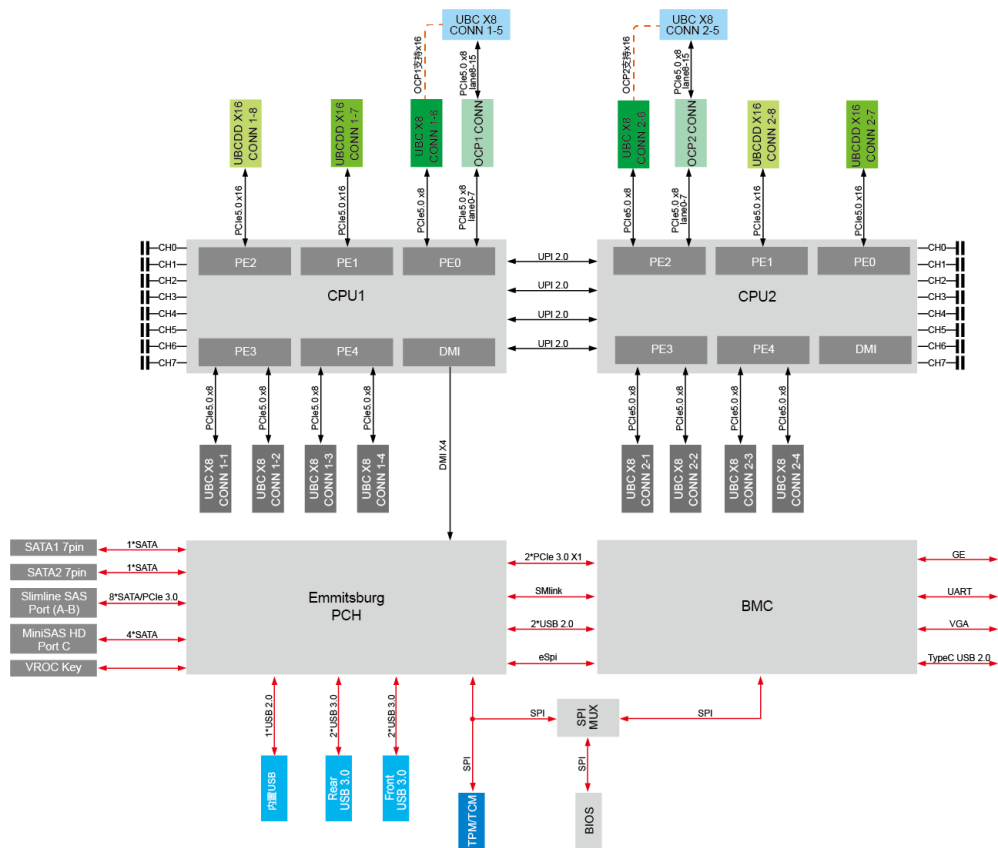 UBC X8
CONN 1-5
UBC X8
CONN 2-5
OCP1支持x16
PCIe5.0 x8
lane8-15
OCP2支持x16
PCIe5.0 x8
lane8-15
UBCDD X16
CONN 1-8
UBCDD X16
CONN 1-7
UBC X8
CONN 1-6
OCP1 CONN
UBC X8
CONN 2-6
OCP2 CONN
UBCDD X16
CONN 2-8
UBCDD X16
CONN 2-7
PCIe5.0 x16
PCIe5.0 x16
PCIe5.0 x8
PCIe5.0 x8
lane0-7
PCIe5.0 x8
PCIe5.0 x8
lane0-7
PCIe5.0 x16
PCIe5.0 x16
CH0
CH1
CH2
CH3
CH4
CH5
CH6
CH7
PE2
PE1
PE0
CPU1
PE3
PE4
DMI
UPI 2.0
UPI 2.0
UPI 2.0
UPI 2.0
PE2
PE1
PE0
CPU2
PE3
PE4
DMI
CH0
CH1
CH2
CH3
CH4
CH5
CH6
CH7
PCIe5.0 x8
PCIe5.0 x8
PCIe5.0 x8
PCIe5.0 x8
DMI X4
PCIe5.0 x8
PCIe5.0 x8
PCIe5.0 x8
PCIe5.0 x8
UBC X8
CONN 1-1
UBC X8
CONN 1-2
UBC X8
CONN 1-3
UBC X8
CONN 1-4
UBC X8
CONN 2-1
UBC X8
CONN 2-2
UBC X8
CONN 2-3
UBC X8
CONN 2-4
SATA1 7pin
1*SATA
SATA2 7pin
1*SATA
Slimline SAS
Port (A-B)
8*SATA/PCIe 3.0
MiniSAS HD
Port C
4*SATA
VROC Key
Emmitsburg
PCH
2*PCIe 3.0 X1
SMlink
2*USB 2.0
eSpi
BMC
GE
UART
VGA
TypeC USB 2.0
1*USB 2.0
2*USB 3.0
2*USB 3.0
SPI
SPI
SPI
MUX
SPI
SPI
内置USB
Rear
USB 3.0
Front
USB 3.0
TPM/TCM
BIOS